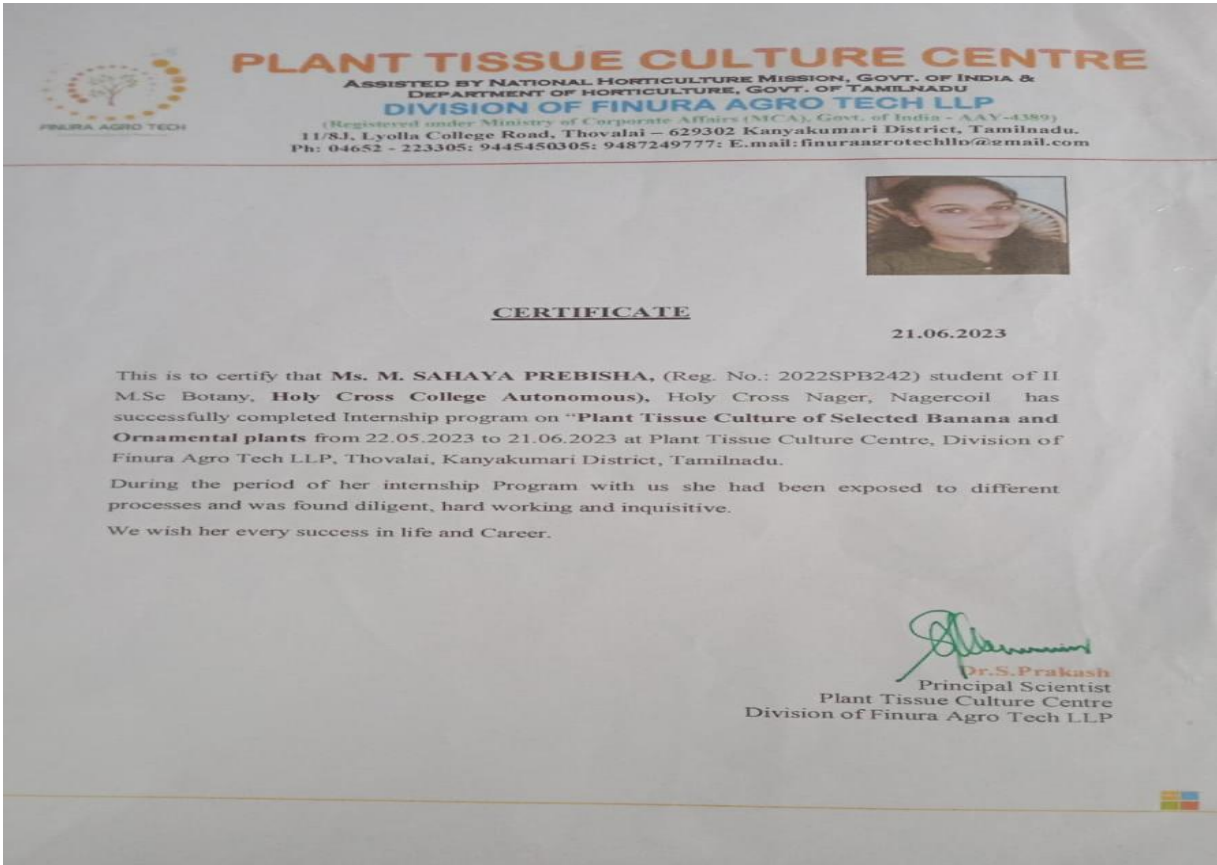 FINURA AGRO TECH
PLANT TISSUE CULTURE CENTRE
ASSISTED BY NATIONAL HORTICULTURE MISSION, GOVT. OF INDIA &
DEPARTMENT OF HORTICULTURE, GOVT. OF TAMILNADU
DIVISION OF FINURA AGRO TECH LLP
(Registered under Ministry of Corporate Affairs (MCA), Govt. of India - AAY-4389)
11/8J, Lyolla College Road, Thovalai – 629302 Kanyakumari District, Tamilnadu.
Ph: 04652 - 223305: 9445450305: 9487249777: E.mail:finuraagrotechllp@gmail.com
CERTIFICATE
21.06.2023
This is to certify that Ms. M. SAHAYA PREBISHA, (Reg. No.: 2022SPB242) student of II
M.Sc Botany, Holy Cross College Autonomous), Holy Cross Nager, Nagercoil has
successfully completed Internship program on “Plant Tissue Culture of Selected Banana and
Ornamental plants from 22.05.2023 to 21.06.2023 at Plant Tissue Culture Centre, Division of
Finura Agro Tech LLP, Thovalai, Kanyakumari District, Tamilnadu.
During the period of her internship Program with us she had been exposed to different
processes and was found diligent, hard working and inquisitive.
We wish her every success in life and Career.
Dr.S.Prakash
Principal Scientist
Plant Tissue Culture Centre
Division of Finura Agro Tech LLP